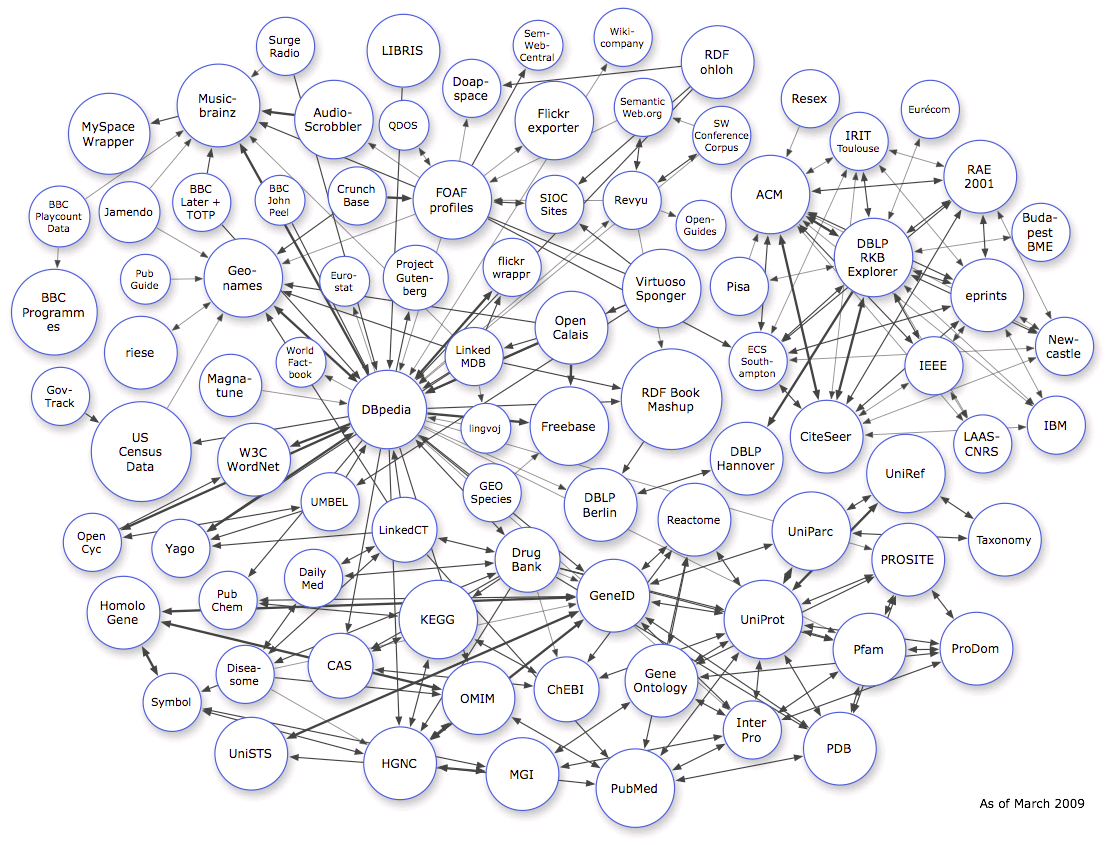 Surge
Radio
LIBRIS
Sem-
Web-
Central
Wiki-
company
RDF
ohloh
Doap-
space
Music-
brainz
MySpace
Wrapper
Audio-
Scrobbler
QDOS
Flickr
exporter
Semantic
Web.org
SW
Conference
Corpus
Resex
IRIT
Toulouse
Eurécom
RAE
2001
BBC
Playcount
Data
Jamendo
BBC
Later +
TOTP
BBC
John
Peel
Crunch
Base
FOAF
profiles
SIOC
Sites
Revyu
Open-
Guides
ACM
DBLP
RKB
Explorer
Buda-
pest
BME
Pub
Guide
Geo-
names
Euro-
stat
Project
Guten-
berg
flickr
wrappr
Virtuoso
Sponger
Pisa
eprints
BBC
Programm
es
riese
World
Fact-
book
Linked
MDB
Open
Calais
ECS
South-
ampton
IEEE
New-
castle
Gov-
Track
Magna-
tune
DBpedia
RDF Book
Mashup
US
Census
Data
W3C
WordNet
lingvoj
Freebase
DBLP
Hannover
CiteSeer
LAAS-
CNRS
IBM
UMBEL
GEO
Species
DBLP
Berlin
UniRef
Open
Cyc
Yago
LinkedCT
Reactome
UniParc
Taxonomy
Daily
Med
Drug
Bank
PROSITE
Homolo
Gene
Pub
Chem
KEGG
GeneID
UniProt
Pfam
ProDom
Disea-
some
CAS
Symbol
OMIM
ChEBI
Gene
Ontology
Inter
Pro
UniSTS
HGNC
MGI
PubMed
PDB
As of March 2009